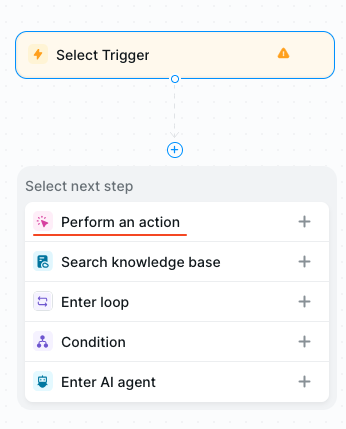 Select Trigger
Select next step
Perform an action
Search knowledge base
Enter loop
Condition
Enter AI agent